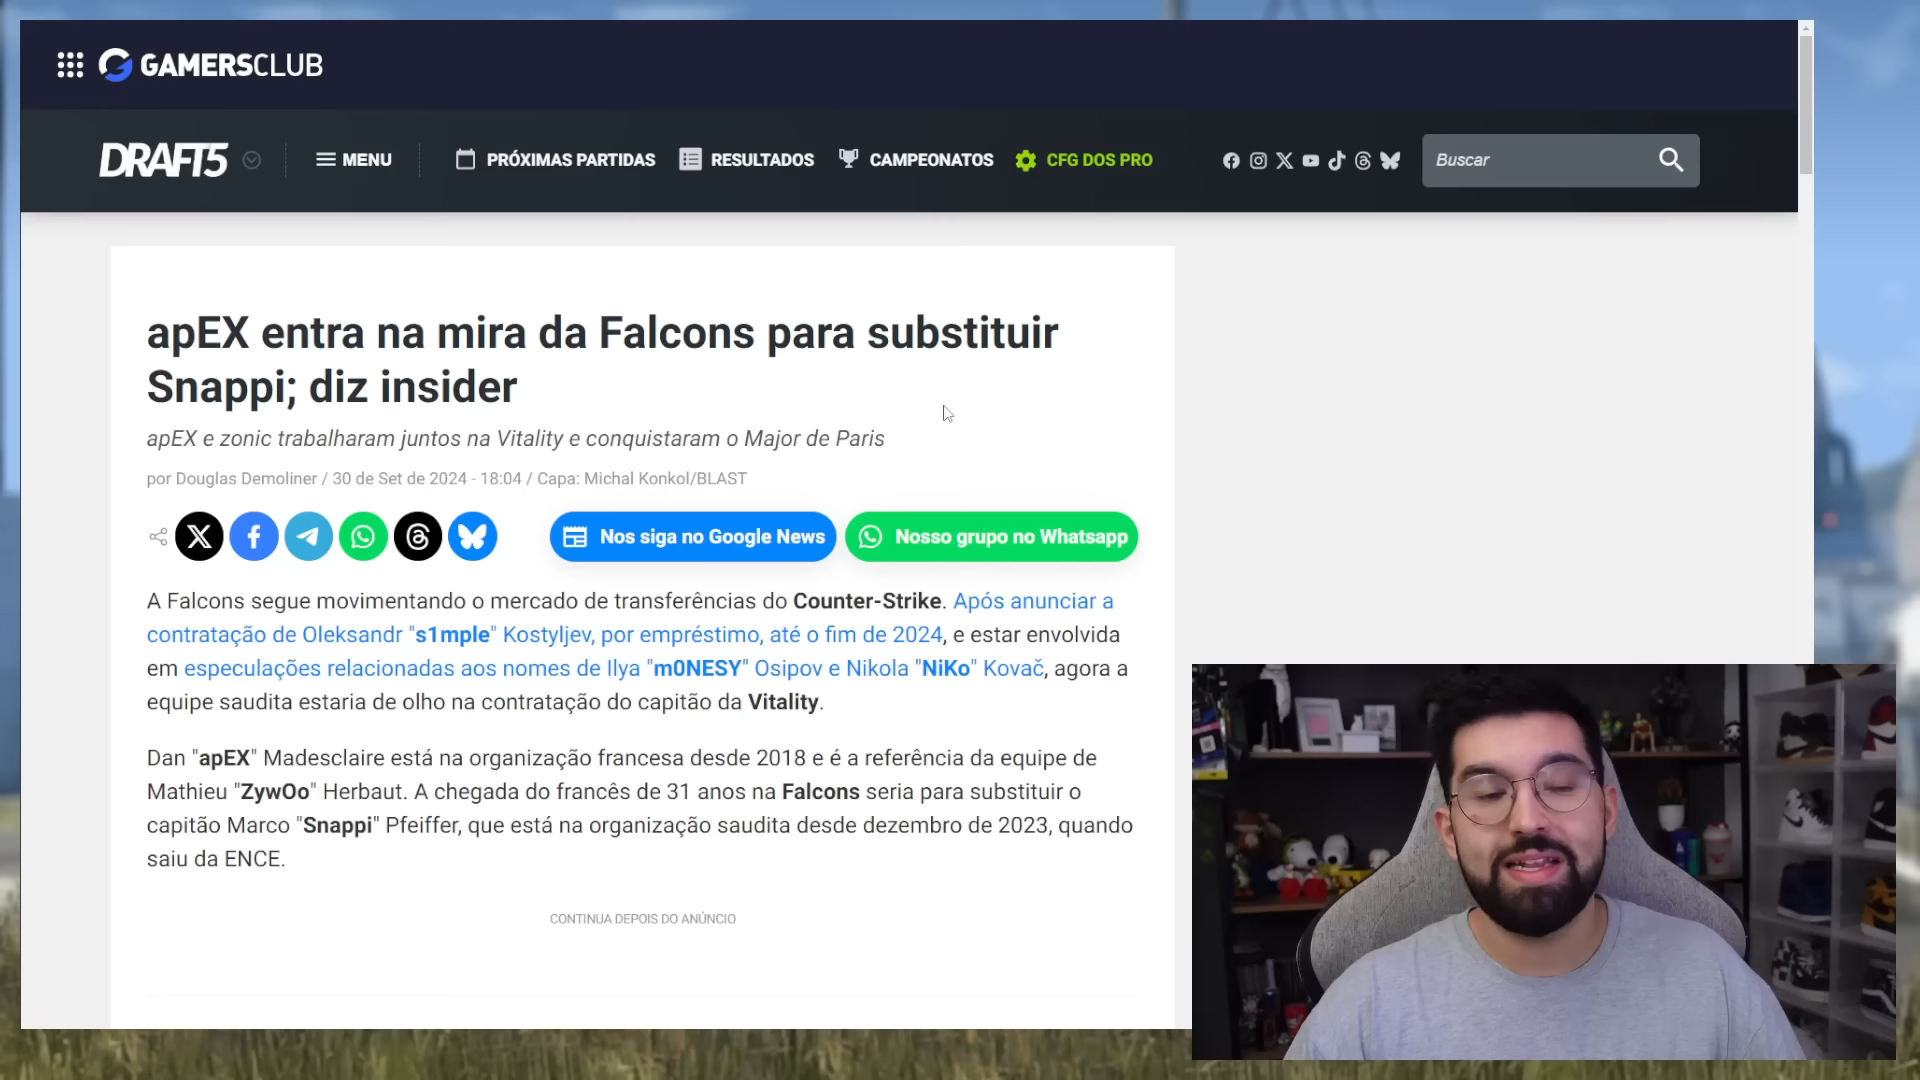 GAMERSCLUB
DRAFT5
MENU
PRÓXIMAS PARTIDAS
RESULTADOS
CAMPEONATOS
CFG DOS PRO
Buscar
apEX entra na mira da Falcons para substituir
Snappi; diz insider
apEX e zonic trabalharam juntos na Vitality e conquistaram o Major de Paris
por Douglas Demoliner / 30 de Set de 2024 - 18:04 / Capa: Michal Konkol/BLAST
Nos siga no Google News
Nosso grupo no Whatsapp
A Falcons segue movimentando o mercado de transferências do Counter-Strike. Após anunciar a
contratação de Oleksandr "s1mple" Kostyljev, por empréstimo, até o fim de 2024, e estar envolvida
em especulações relacionadas aos nomes de Ilya "m0NESY" Osipov e Nikola "NiKo" Kovač, agora a
equipe saudita estaria de olho na contratação do capitão da Vitality.
Dan "apEX" Madesclaire está na organização francesa desde 2018 e é a referência da equipe de
Mathieu "ZywOo" Herbaut. A chegada do francês de 31 anos na Falcons seria para substituir o
capitão Marco "Snappi" Pfeiffer, que está na organização saudita desde dezembro de 2023, quando
saiu da ENCE.
CONTINUA DEPOIS DO ANÚNCIO